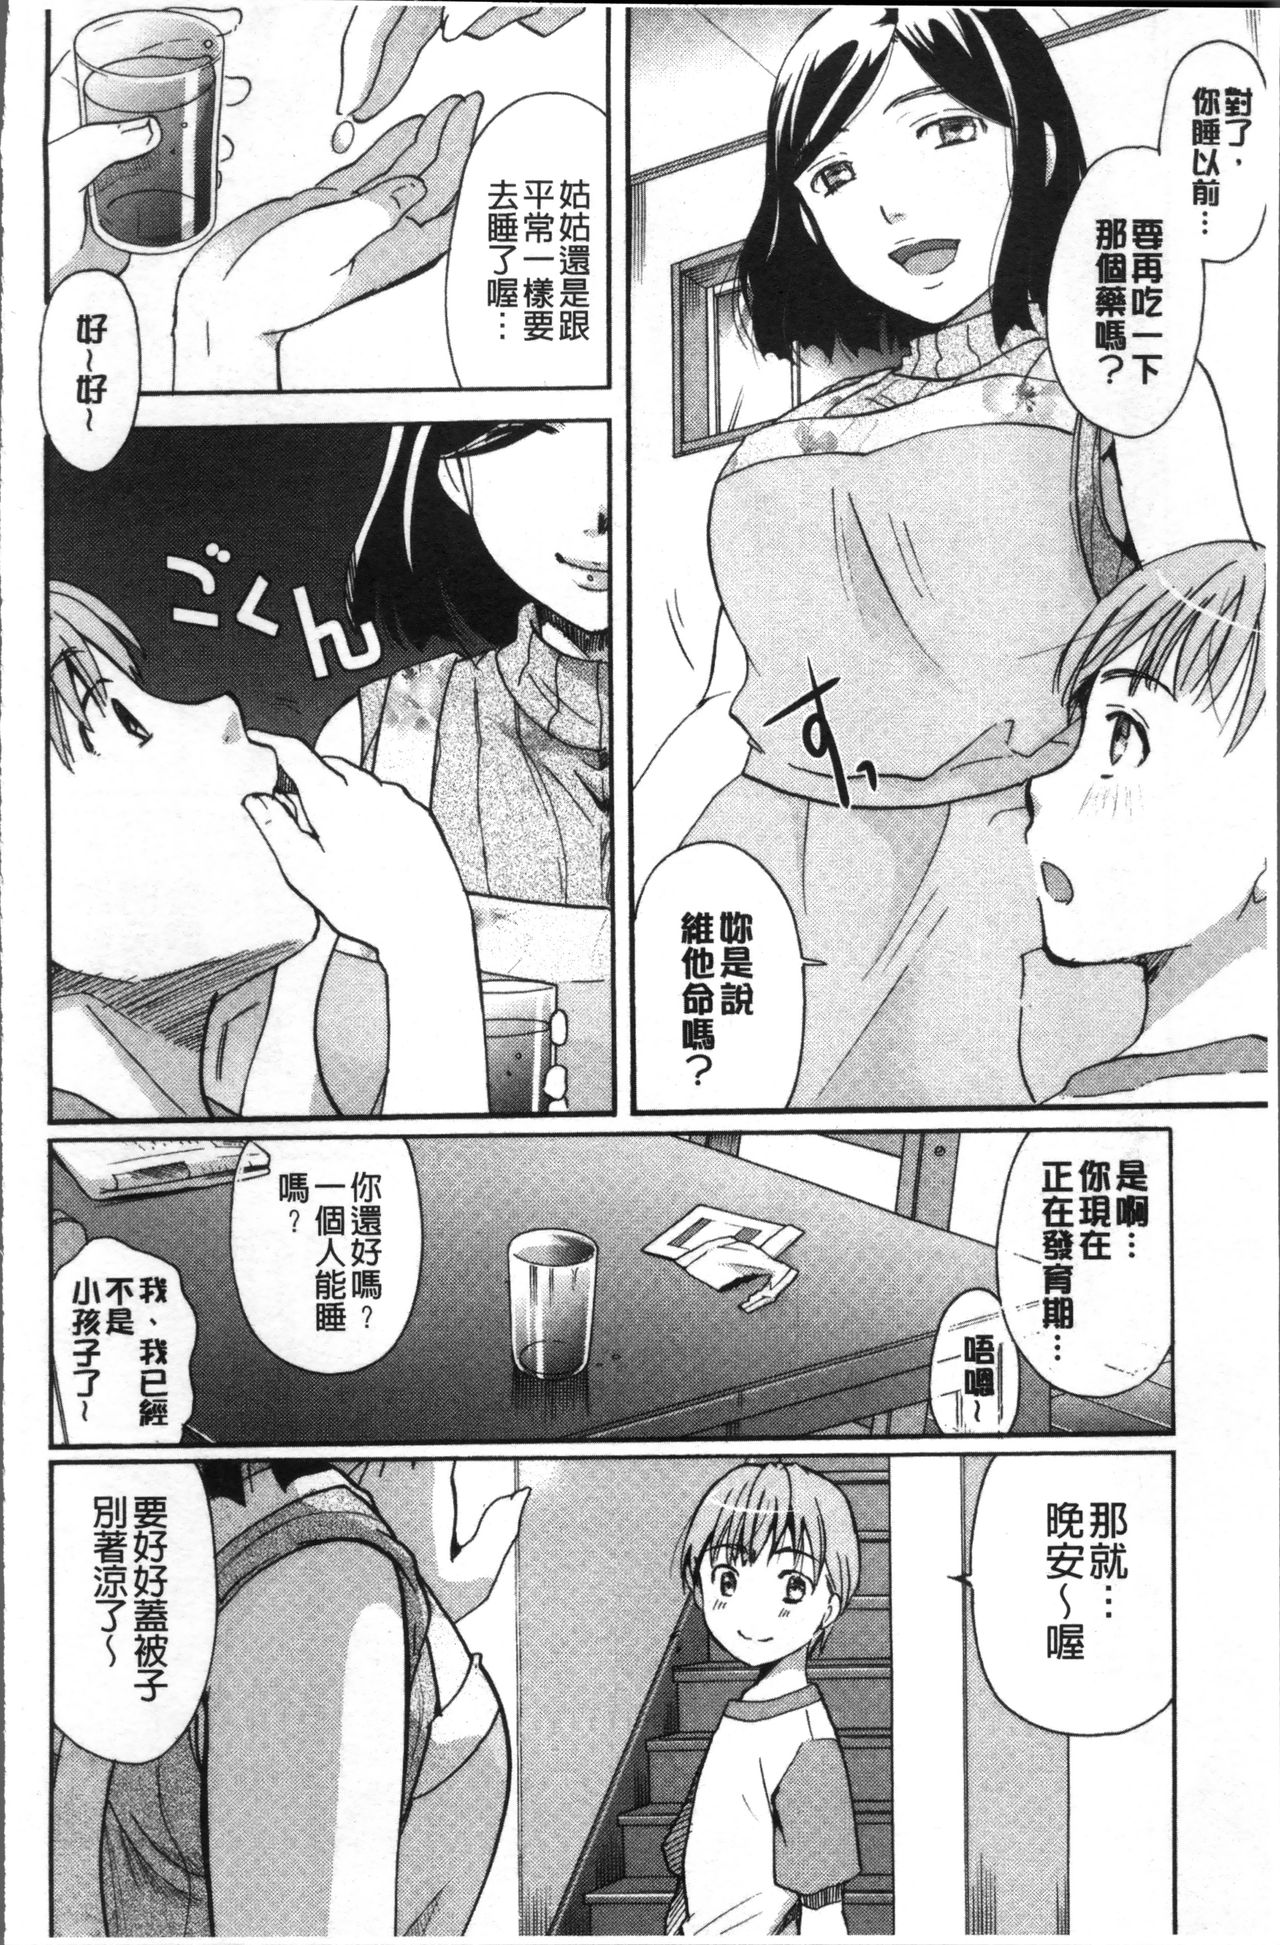 對了，
你睡以前…
要再吃一下
那個藥嗎？
すっ
妳是說
維他命嗎？
姑姑還是跟
平常一樣要
去睡了喔…
好～好～
ごくん
是啊…
你現在
正在發育期…
唔嗯～
你還好嗎？
一個人能睡
嗎？
我、我已經
不是
小孩子了～
那就…
晚安～喔
要好好蓋被子
別著涼了～